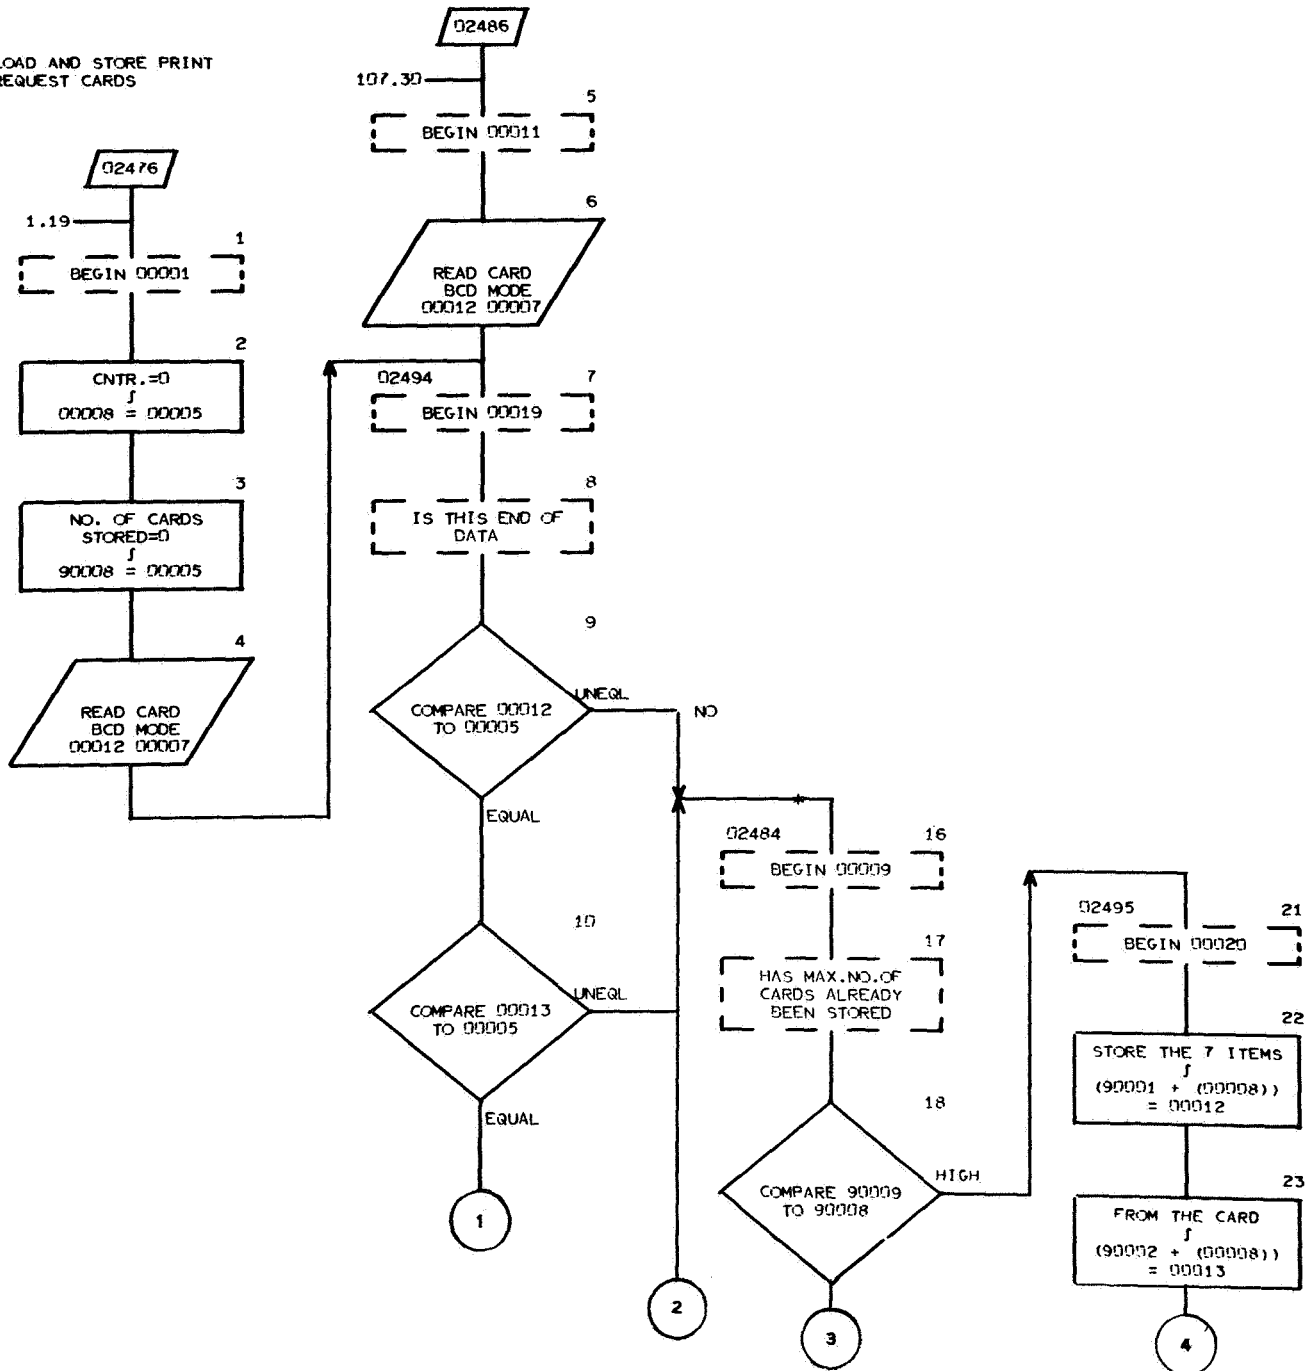 LOAD AND STORE PRINT
REQUEST CARDS
02476
1.19
1
BEGIN 00001
2
CNTR.=0
∫
00008 = 00005
3
NO. OF CARDS
STORED=0
∫
90008 = 00005
4
READ CARD
BCD MODE
00012 00007
02486
107.30
5
BEGIN 00011
6
READ CARD
BCD MODE
00012 00007
02494
7
BEGIN 00019
8
IS THIS END OF
DATA
9
COMPARE 00012
TO 00005
UNEQL
NO
EQUAL
10
COMPARE 00013
TO 00005
UNEQL
EQUAL
1
2
02484
16
BEGIN 00009
17
HAS MAX.NO.OF
CARDS ALREADY
BEEN STORED
18
COMPARE 90009
TO 90008
HIGH
3
02495
21
BEGIN 00020
22
STORE THE 7 ITEMS
∫
(90001 + (00008))
= 00012
23
FROM THE CARD
∫
(90002 + (00008))
= 00013
4